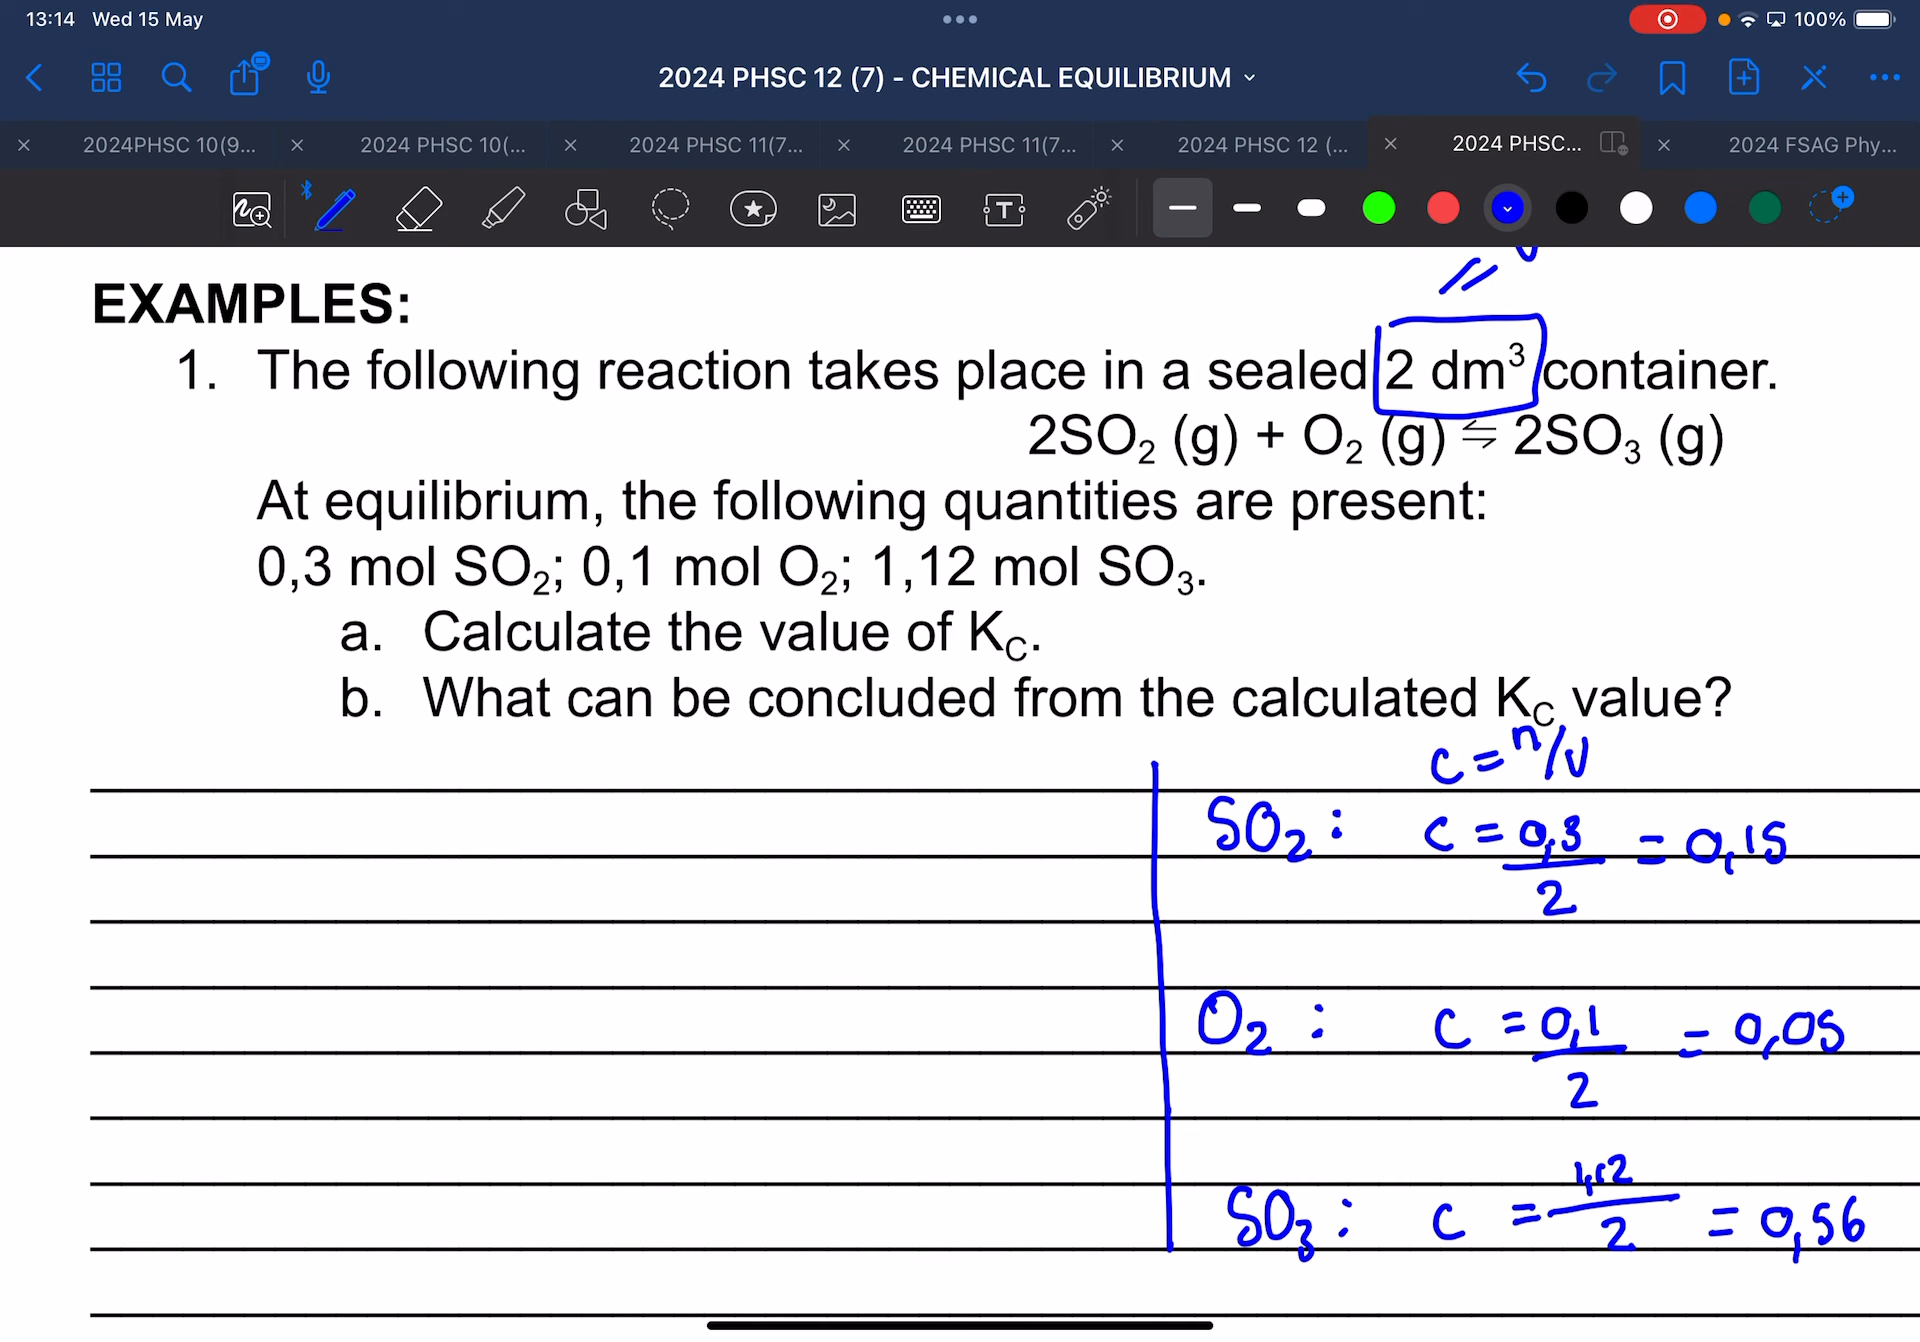 13:14 Wed 15 May
100%
2024 PHSC 12 (7) - CHEMICAL EQUILIBRIUM
2024PHSC 10(9...
2024 PHSC 10(...
2024 PHSC 11(7...
2024 PHSC 11(7...
2024 PHSC 12 (...
2024 PHSC...
2024 FSAG Phy...
EXAMPLES:
1. The following reaction takes place in a sealed 2 dm³ container.
2SO₂ (g) + O₂ (g) ⇋ 2SO₃ (g)
At equilibrium, the following quantities are present:
0,3 mol SO₂; 0,1 mol O₂; 1,12 mol SO₃.
a. Calculate the value of K_C.
b. What can be concluded from the calculated K_C value?
c = n/V
SO₂ : c = 0,3/2 = 0,15
O₂ : c = 0,1/2 = 0,05
SO₃ : c = 1,12/2 = 0,56